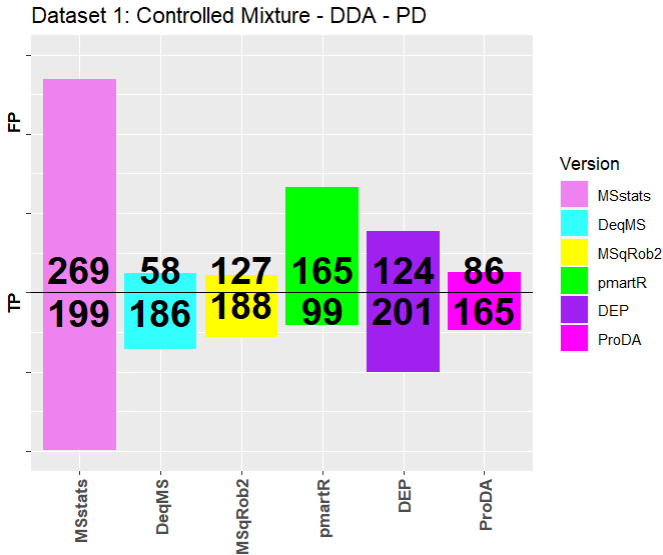 Dataset 1: Controlled Mixture - DDA - PD
FP
TP
269 58 127 165 124 86
199 186 188 99 201 165
MSstats
DeqMS
MSqRob2
pmartR
DEP
ProDA
Version
MSstats
DeqMS
MSqRob2
pmartR
DEP
ProDA